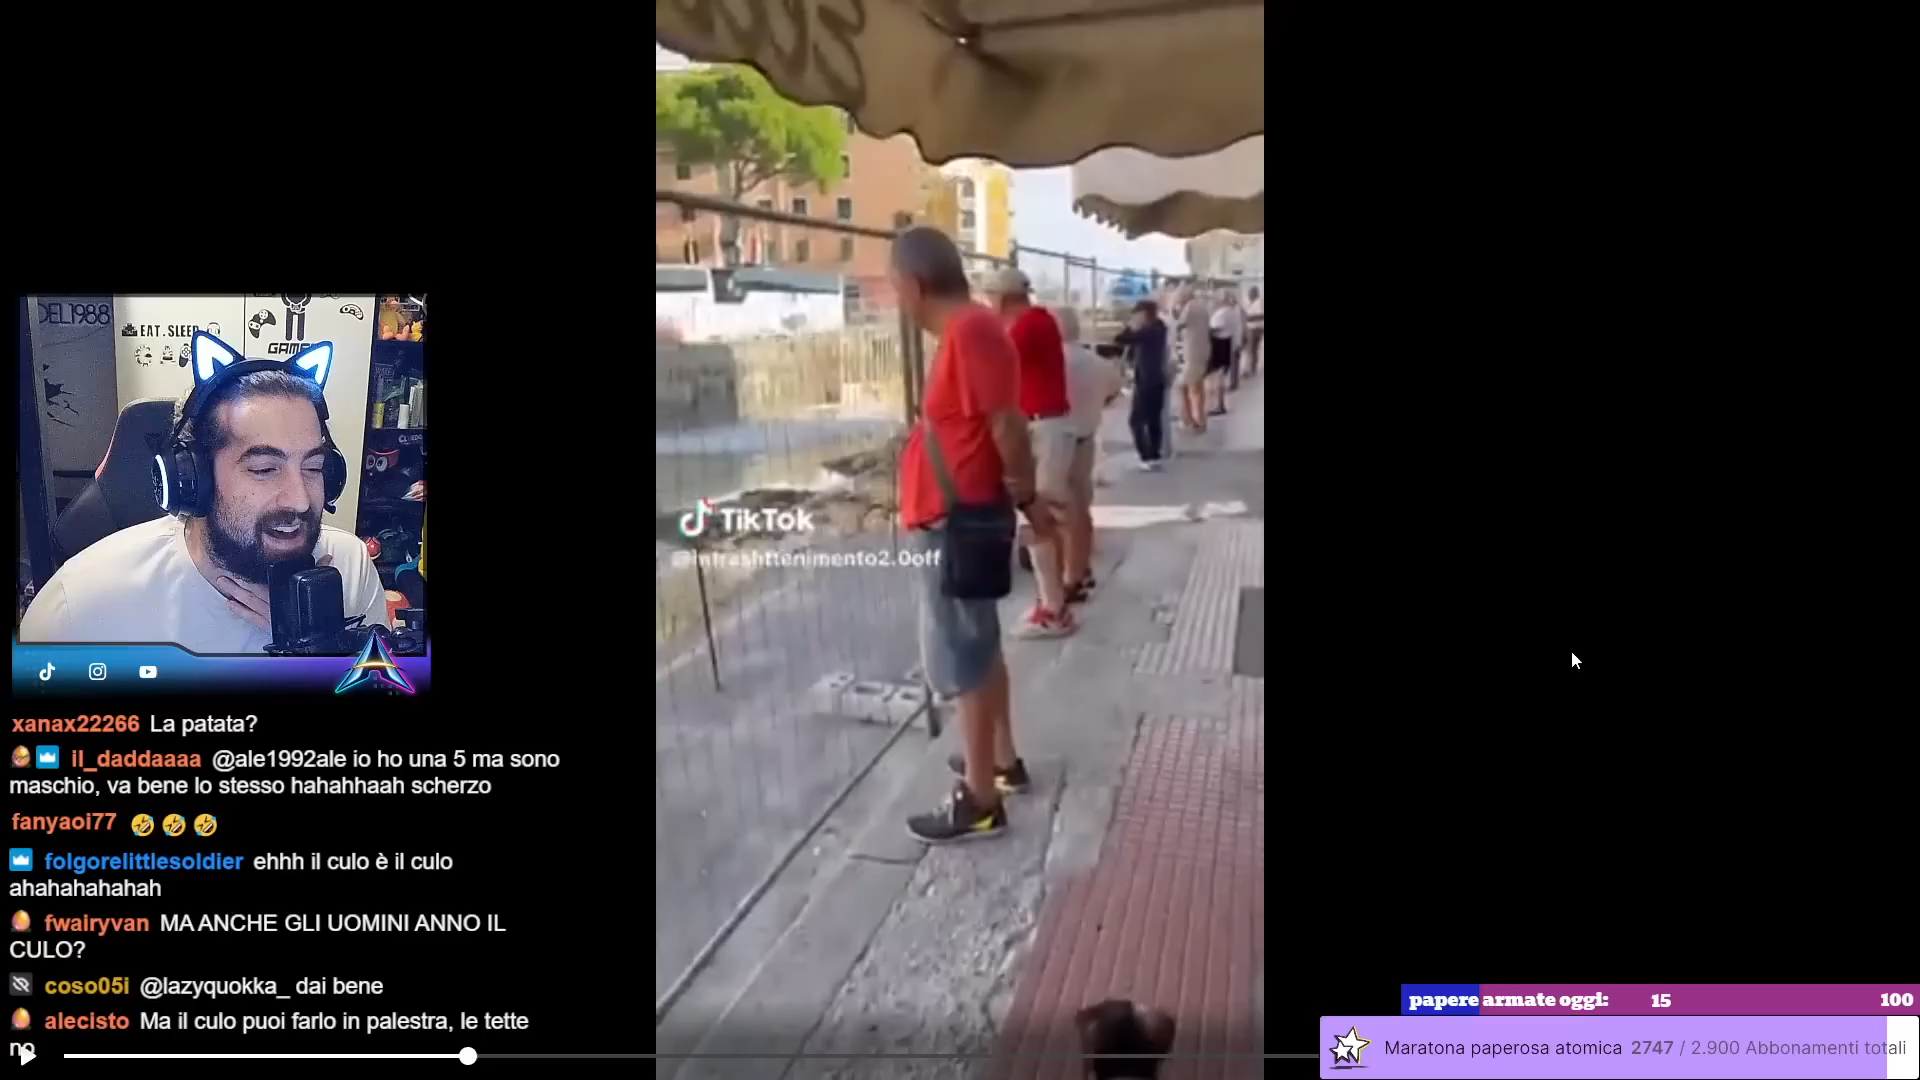 DEL1988
EAT.SLEEP
GAME
TikTok
@intrashttenimento2.0off
xanax22266 La patata?
il_daddaaaa @ale1992ale io ho una 5 ma sono
maschio, va bene lo stesso hahahhaah scherzo
fanyaoi77 🤣 🤣 🤣
folgorelittlesoldier ehhh il culo è il culo
ahahahahahah
fwairyvan MA ANCHE GLI UOMINI ANNO IL
CULO?
coso05i @lazyquokka_ dai bene
alecisto Ma il culo puoi farlo in palestra, le tette
no
papere armate oggi: 15 100
Maratona paperosa atomica 2747 / 2.900 Abbonamenti totali